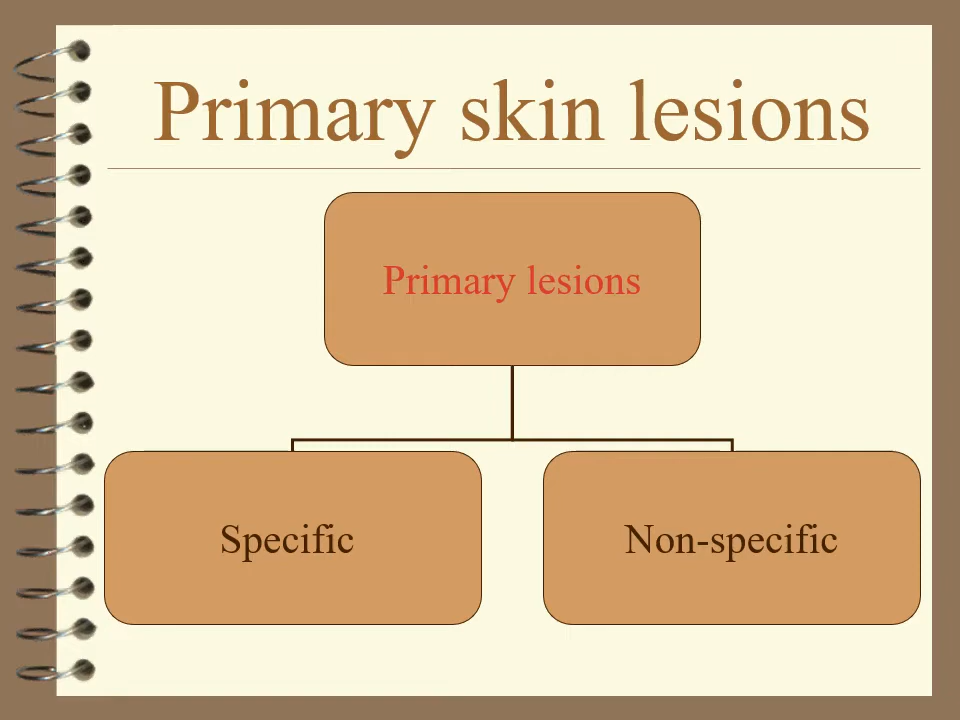 Primary skin lesions
Primary lesions
Specific
Non-specific